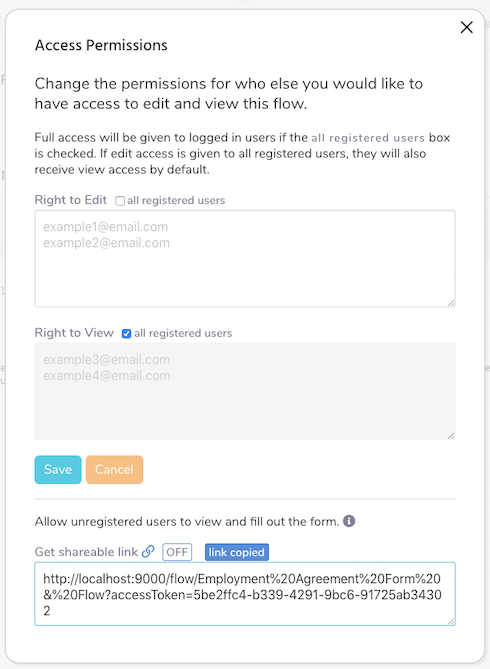 Access Permissions
Change the permissions for who else you would like to
have access to edit and view this flow.
Full access will be given to logged in users if the all registered users box
is checked. If edit access is given to all registered users, they will also
receive view access by default.
Right to Edit all registered users
example1@email.com
example2@email.com
Right to View all registered users
example3@email.com
example4@email.com
Save Cancel
Allow unregistered users to view and fill out the form.
Get shareable link OFF link copied
http://localhost:9000/flow/Employment%20Agreement%20Form%20
&%20Flow?accessToken=5be2ffc4-b339-4291-9bc6-91725ab3430
2